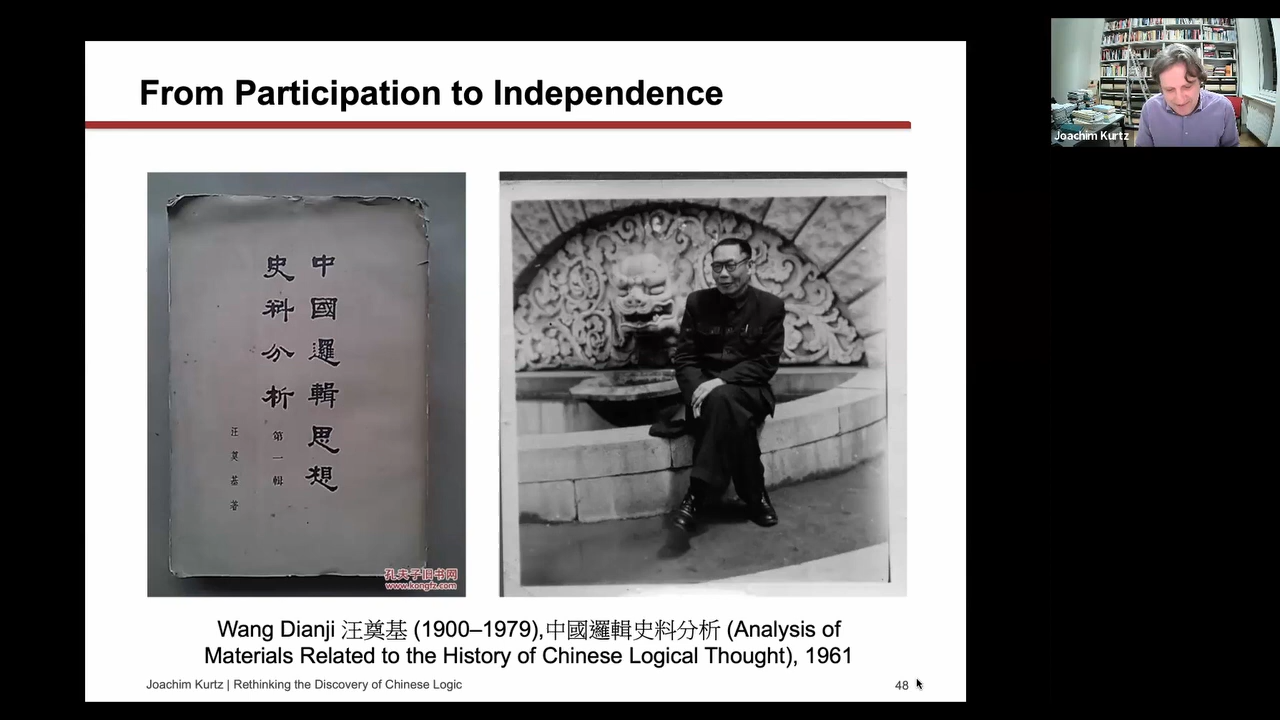 From Participation to Independence
中國邏輯思想
史料分析 第一輯
汪奠基著
孔夫子旧书网
www.kongfz.com
Wang Dianji 汪奠基 (1900–1979),中國邏輯史料分析 (Analysis of
Materials Related to the History of Chinese Logical Thought), 1961
Joachim Kurtz | Rethinking the Discovery of Chinese Logic
48
Joachim Kurtz